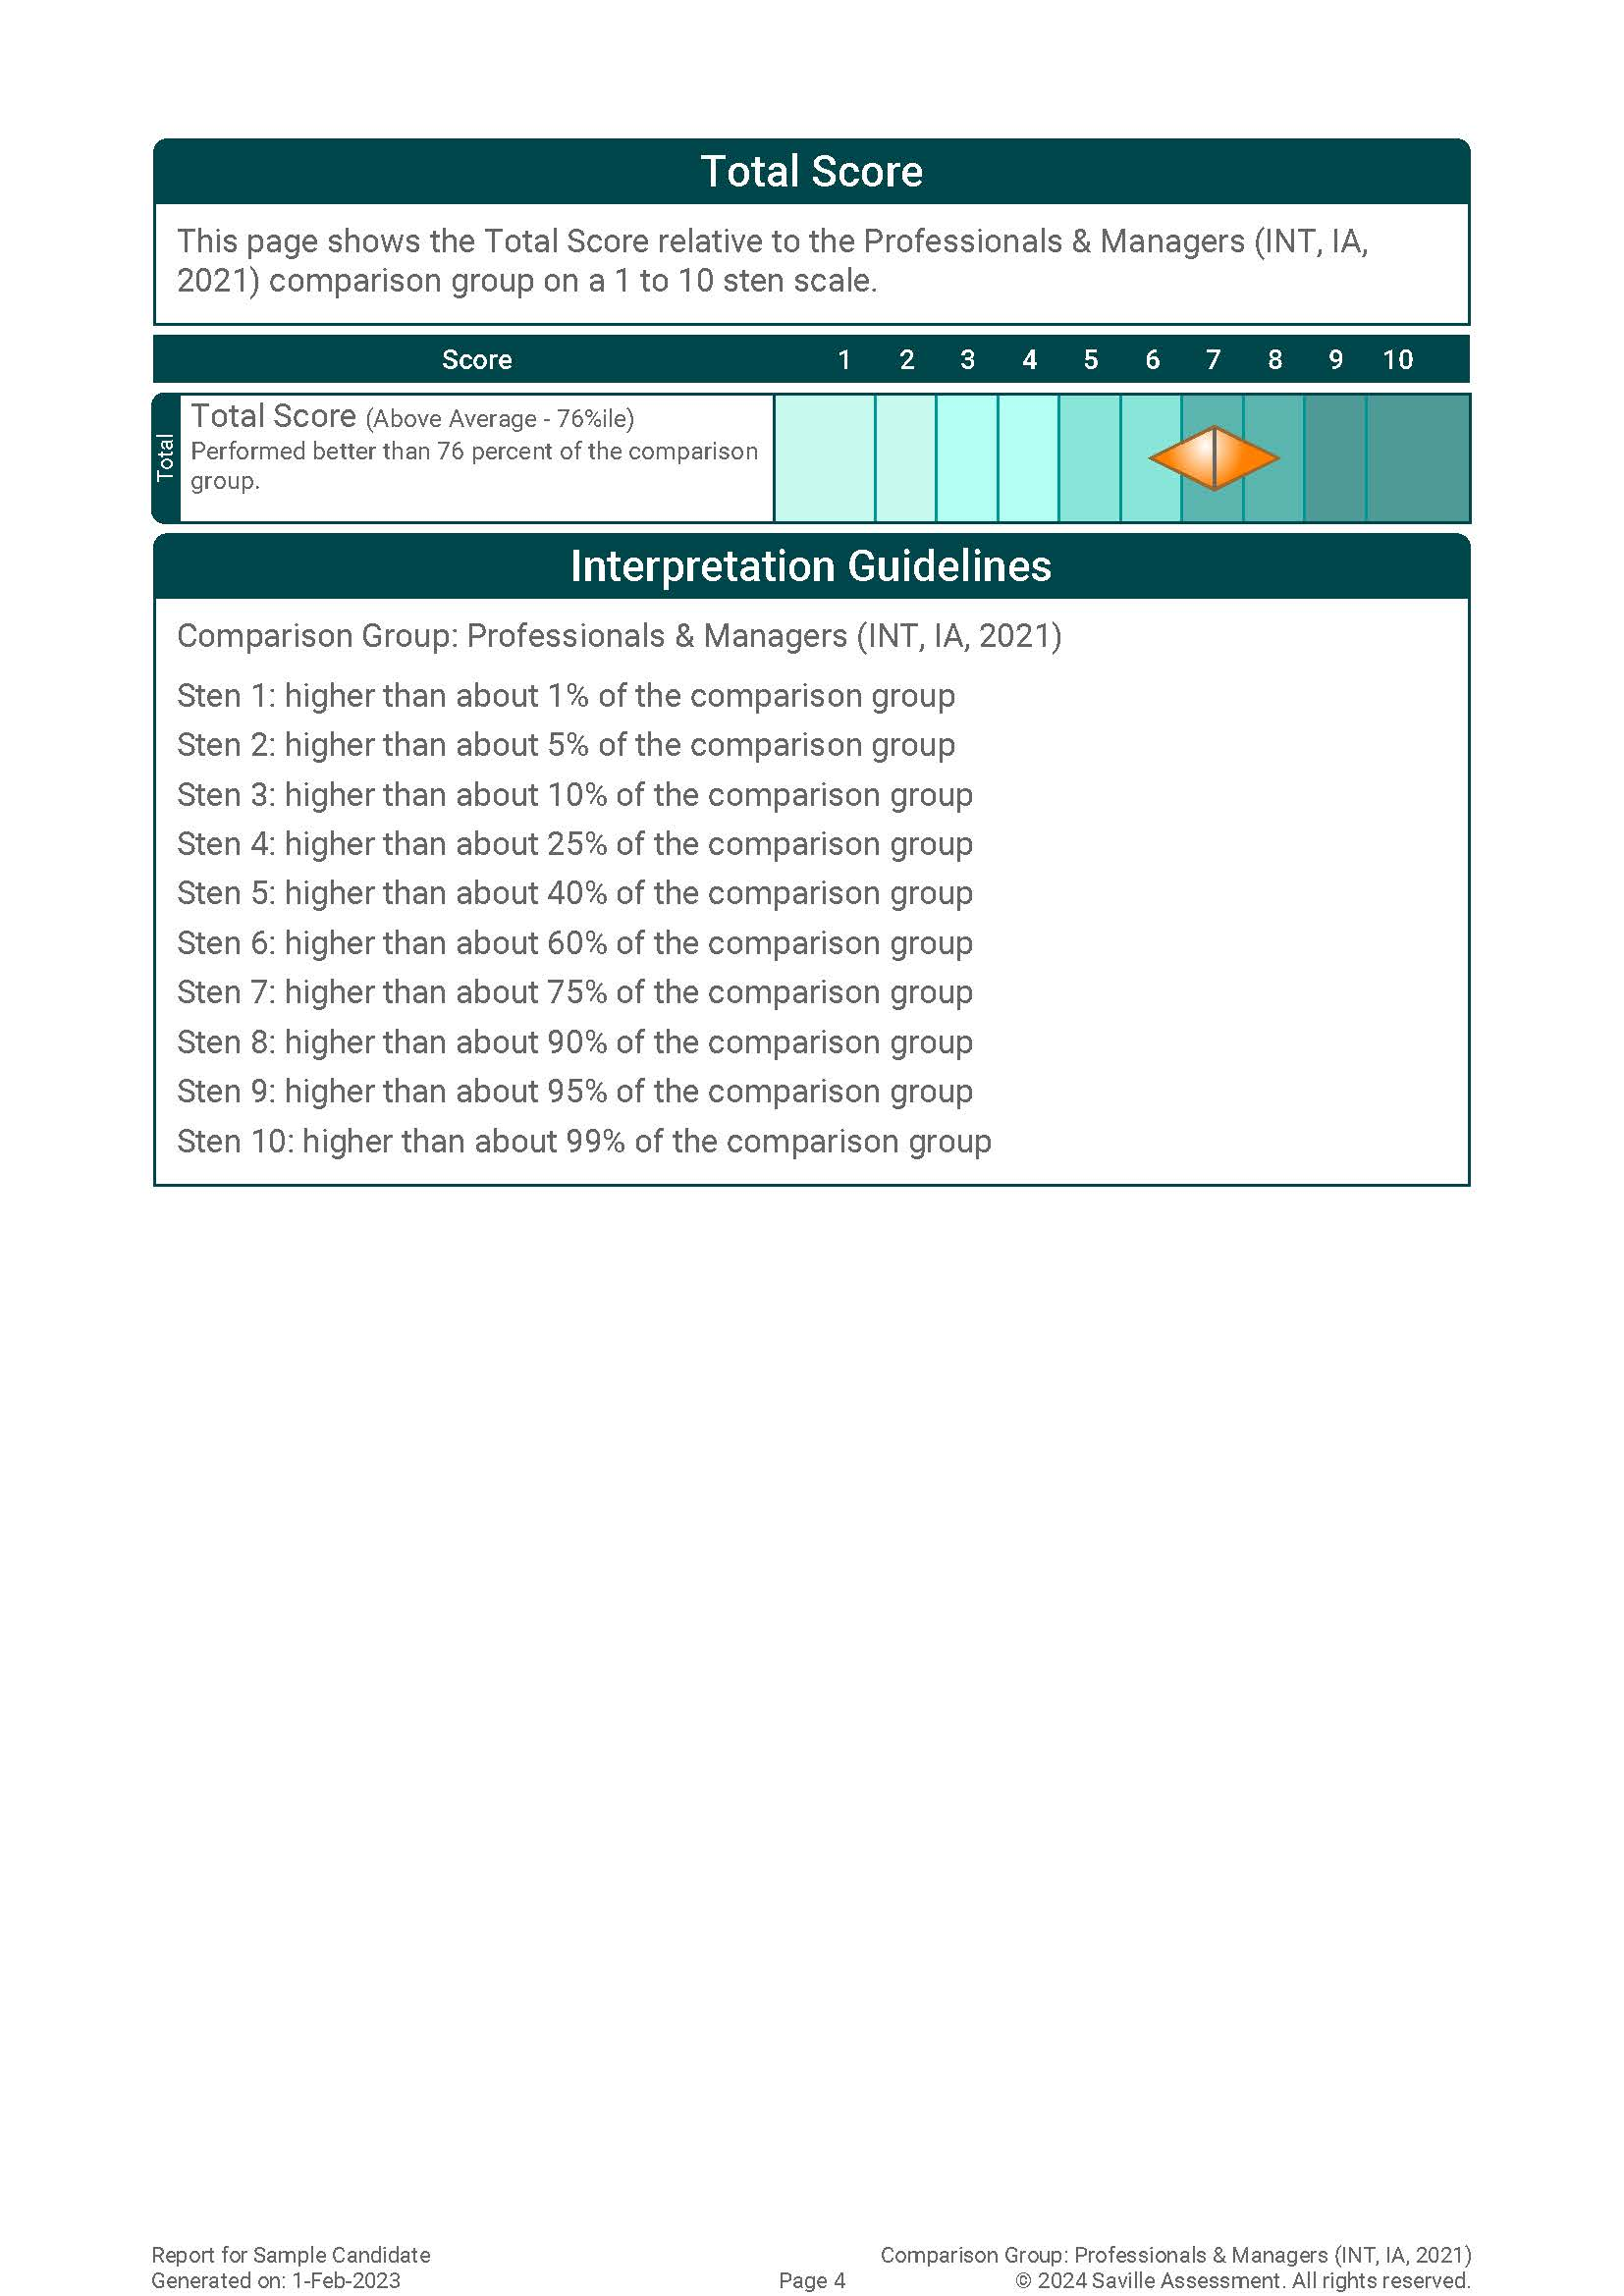 Total Score
This page shows the Total Score relative to the Professionals & Managers (INT, IA,
2021) comparison group on a 1 to 10 sten scale.
Score 1 2 3 4 5 6 7 8 9 10
Total
Total Score (Above Average - 76%ile)
Performed better than 76 percent of the comparison
group.
Interpretation Guidelines
Comparison Group: Professionals & Managers (INT, IA, 2021)
Sten 1: higher than about 1% of the comparison group
Sten 2: higher than about 5% of the comparison group
Sten 3: higher than about 10% of the comparison group
Sten 4: higher than about 25% of the comparison group
Sten 5: higher than about 40% of the comparison group
Sten 6: higher than about 60% of the comparison group
Sten 7: higher than about 75% of the comparison group
Sten 8: higher than about 90% of the comparison group
Sten 9: higher than about 95% of the comparison group
Sten 10: higher than about 99% of the comparison group
Report for Sample Candidate Comparison Group: Professionals & Managers (INT, IA, 2021)
Generated on: 1-Feb-2023 Page 4 © 2024 Saville Assessment. All rights reserved.